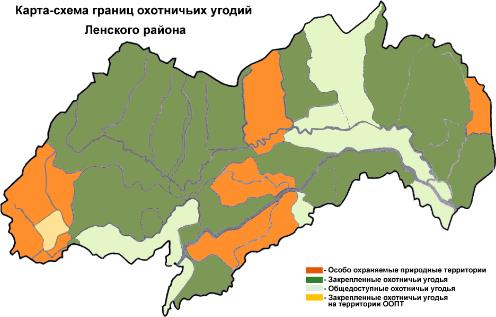 Карта-схема границ охотничьих угодий
Ленского района
- Особо охраняемые природные территории
- Закрепленные охотничьи угодья
- Общедоступные охотничьи угодья
- Закрепленные охотничьи угодья
на территории ООПТ